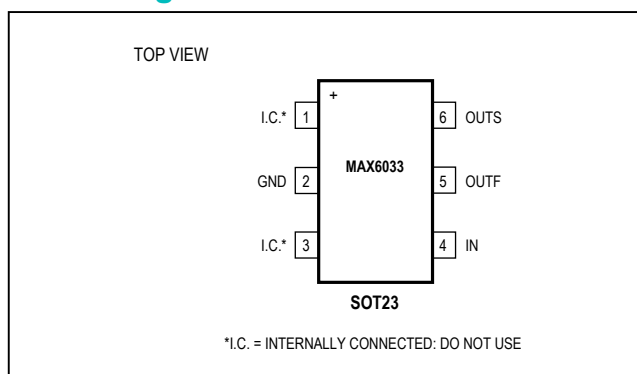 TOP VIEW
+
I.C.* 1 6 OUTS
MAX6033
GND 2 5 OUTF
I.C.* 3 4 IN
SOT23
*I.C. = INTERNALLY CONNECTED: DO NOT USE